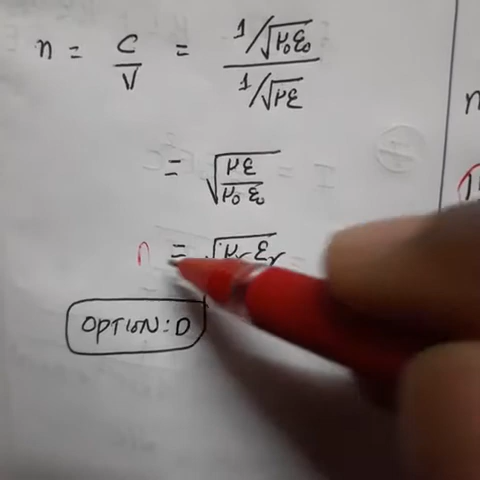 n = C/V = 1/√μ₀ε₀ / 1/√με
= √με/μ₀ε₀
n = √μᵣεᵣ
OPTION: D